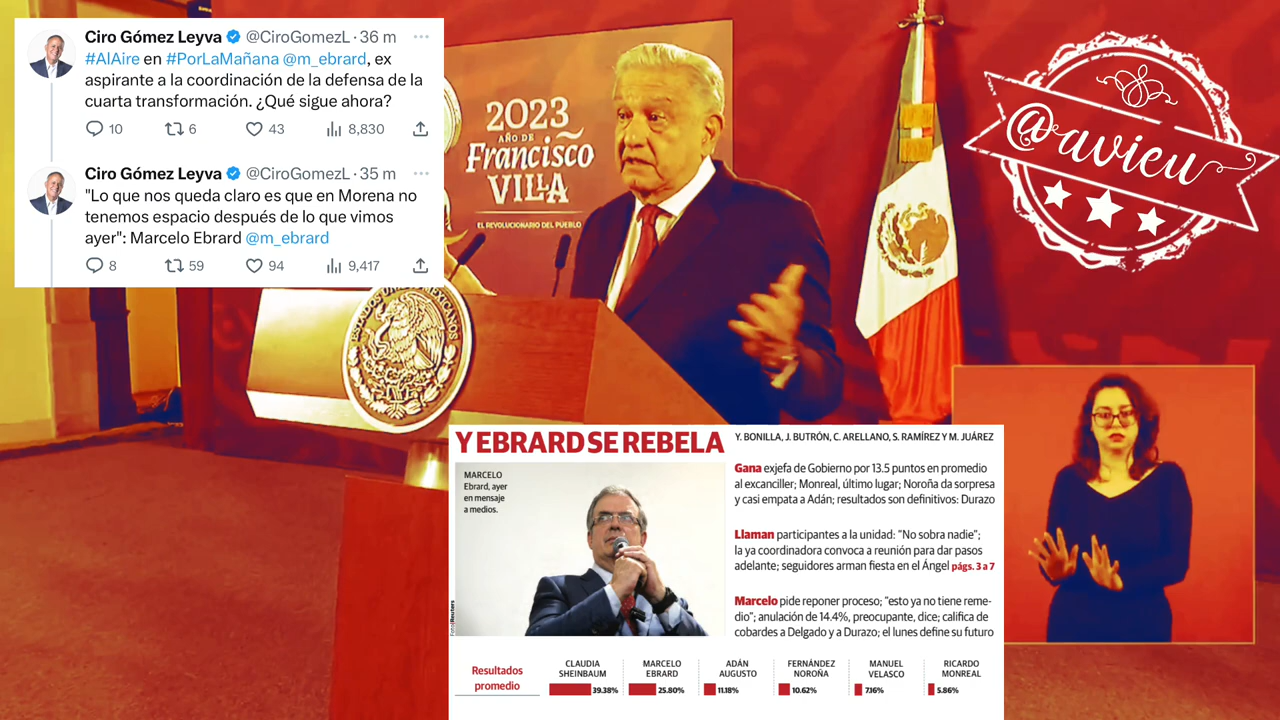 Ciro Gómez Leyva @CiroGomezL · 36 m
#AlAire en #PorLaMañana @m_ebrard, ex
aspirante a la coordinación de la defensa de la
cuarta transformación. ¿Qué sigue ahora?
10 6 43 8,830
Ciro Gómez Leyva @CiroGomezL · 35 m
"Lo que nos queda claro es que en Morena no
tenemos espacio después de lo que vimos
ayer": Marcelo Ebrard @m_ebrard
8 59 94 9,417
2023
AÑO DE
Francisco
VILLA
EL REVOLUCIONARIO DEL PUEBLO
ESTADOS UNIDOS MEXICANOS
@avieu
Y EBRARD SE REBELA
Y. BONILLA, J. BUTRÓN, C. ARELLANO, S. RAMÍREZ Y M. JUÁREZ
MARCELO
Ebrard, ayer
en mensaje
a medios.
Foto|Reuters
Gana exjefa de Gobierno por 13.5 puntos en promedio
al excanciller; Monreal, último lugar; Noroña da sorpresa
y casi empata a Adán; resultados son definitivos: Durazo
Llaman participantes a la unidad: "No sobra nadie";
la ya coordinadora convoca a reunión para dar pasos
adelante; seguidores arman fiesta en el Ángel págs. 3 a 7
Marcelo pide reponer proceso; "esto ya no tiene reme-
dio"; anulación de 14.4%, preocupante, dice; califica de
cobardes a Delgado y a Durazo; el lunes define su futuro
Resultados
promedio
CLAUDIA
SHEINBAUM
39.38%
MARCELO
EBRARD
25.80%
ADÁN
AUGUSTO
11.18%
FERNÁNDEZ
NOROÑA
10.62%
MANUEL
VELASCO
7.16%
RICARDO
MONREAL
5.86%